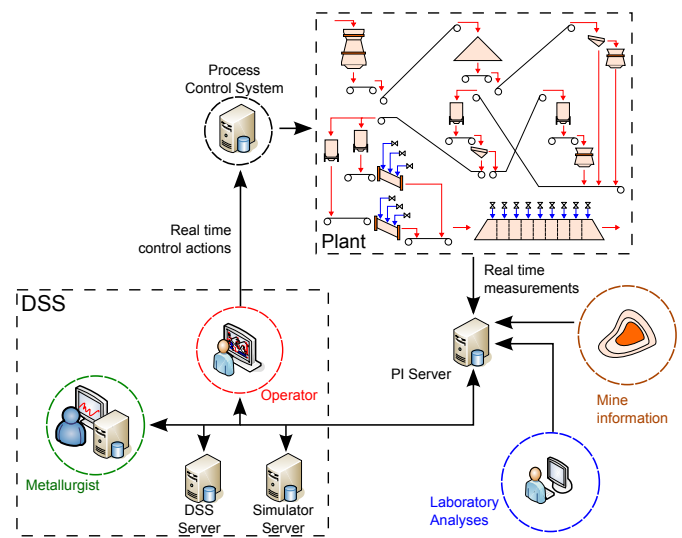 Process
Control System
Plant
Real time
control actions
Real time
measurements
DSS
Operator
PI Server
Mine
information
Metallurgist
DSS
Server
Simulator
Server
Laboratory
Analyses